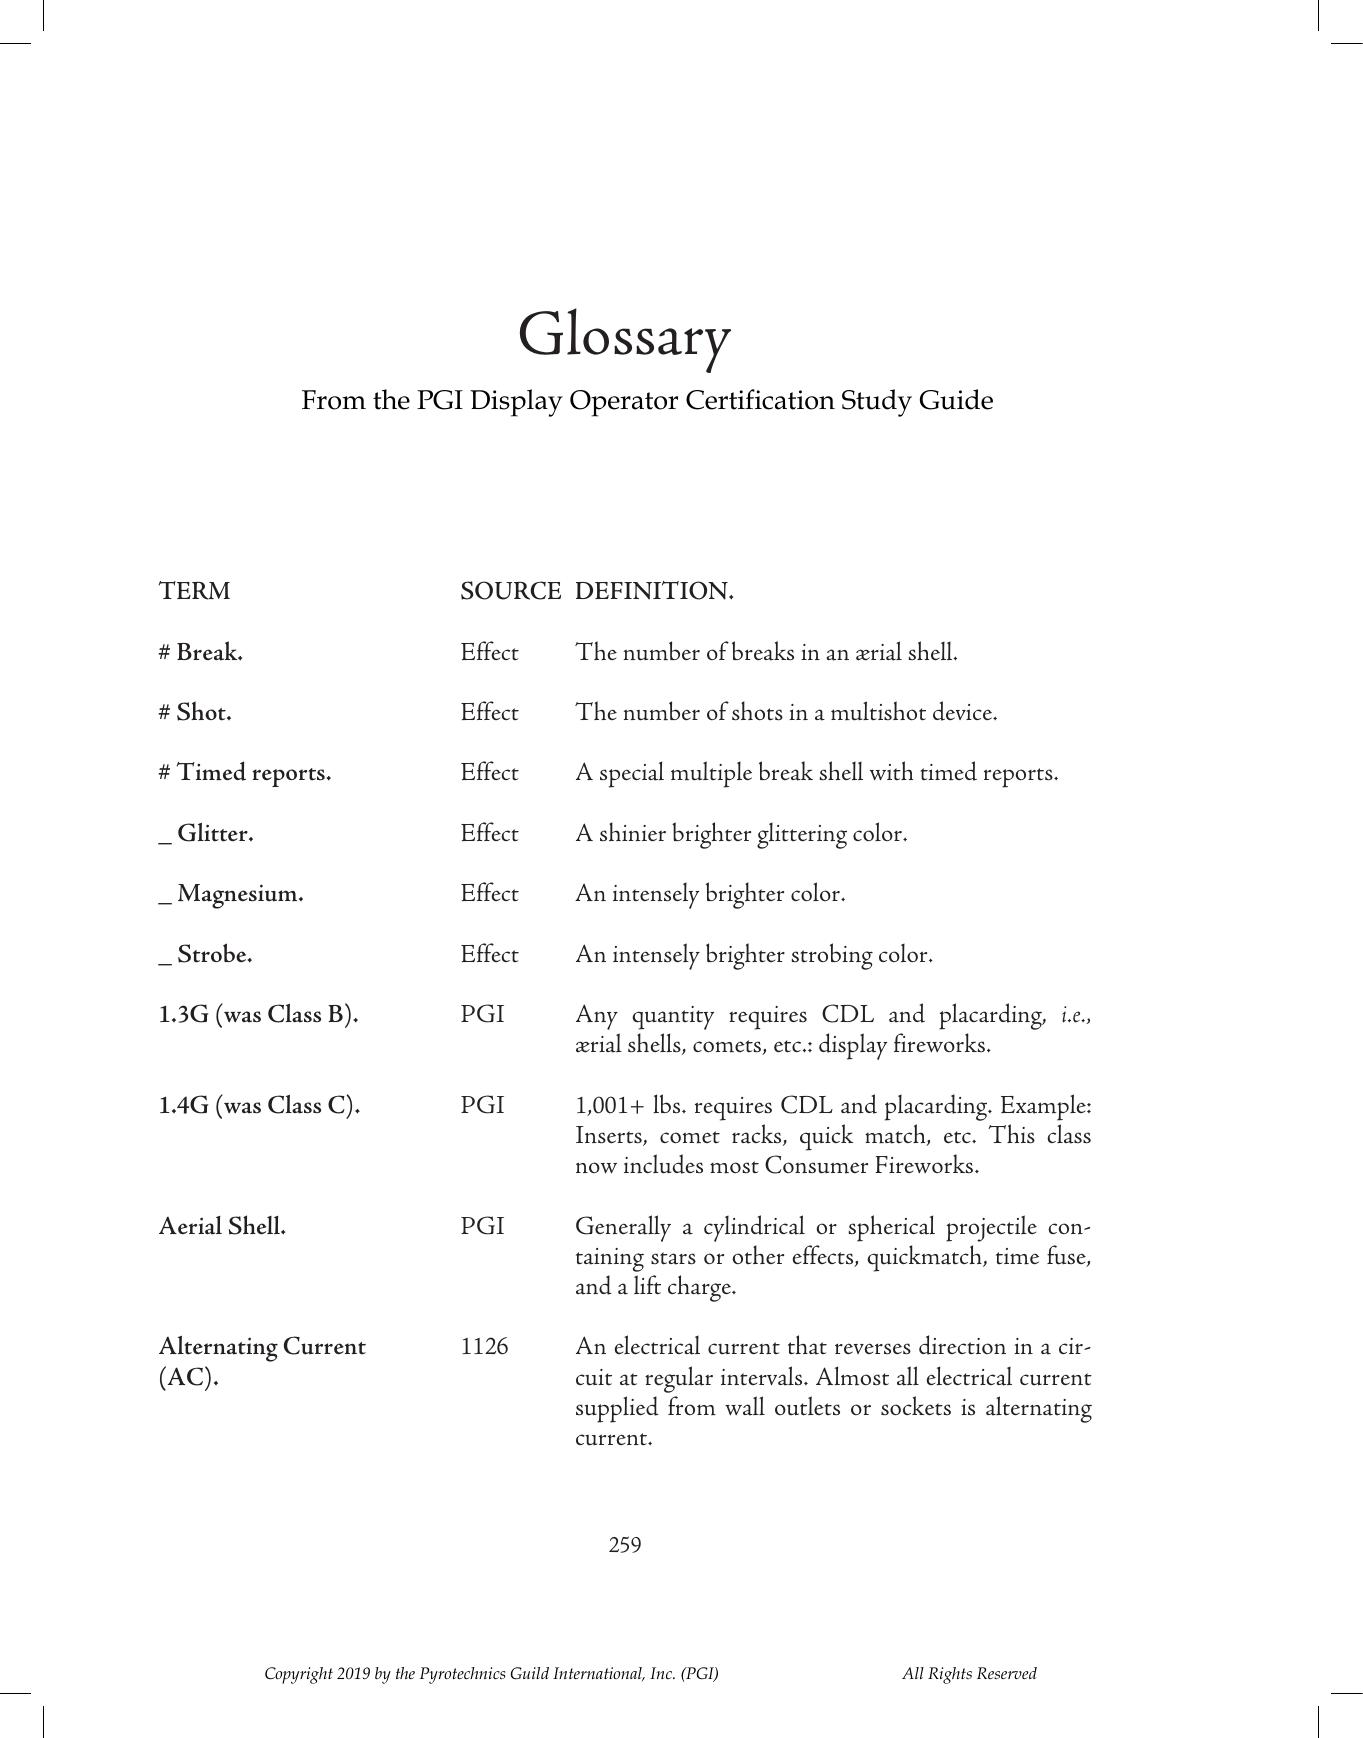 Glossary
From the PGI Display Operator Certification Study Guide
TERM SOURCE DEFINITION.
# Break. Effect The number of breaks in an ærial shell.
# Shot. Effect The number of shots in a multishot device.
# Timed reports. Effect A special multiple break shell with timed reports.
_ Glitter. Effect A shinier brighter glittering color.
_ Magnesium. Effect An intensely brighter color.
_ Strobe. Effect An intensely brighter strobing color.
1.3G (was Class B). PGI Any quantity requires CDL and placarding, i.e.,
ærial shells, comets, etc.: display fireworks.
1.4G (was Class C). PGI 1,001+ lbs. requires CDL and placarding. Example:
Inserts, comet racks, quick match, etc. This class
now includes most Consumer Fireworks.
Aerial Shell. PGI Generally a cylindrical or spherical projectile con-
taining stars or other effects, quickmatch, time fuse,
and a lift charge.
Alternating Current 1126 An electrical current that reverses direction in a cir-
(AC). cuit at regular intervals. Almost all electrical current
supplied from wall outlets or sockets is alternating
current.
259
Copyright 2019 by the Pyrotechnics Guild International, Inc. (PGI) All Rights Reserved